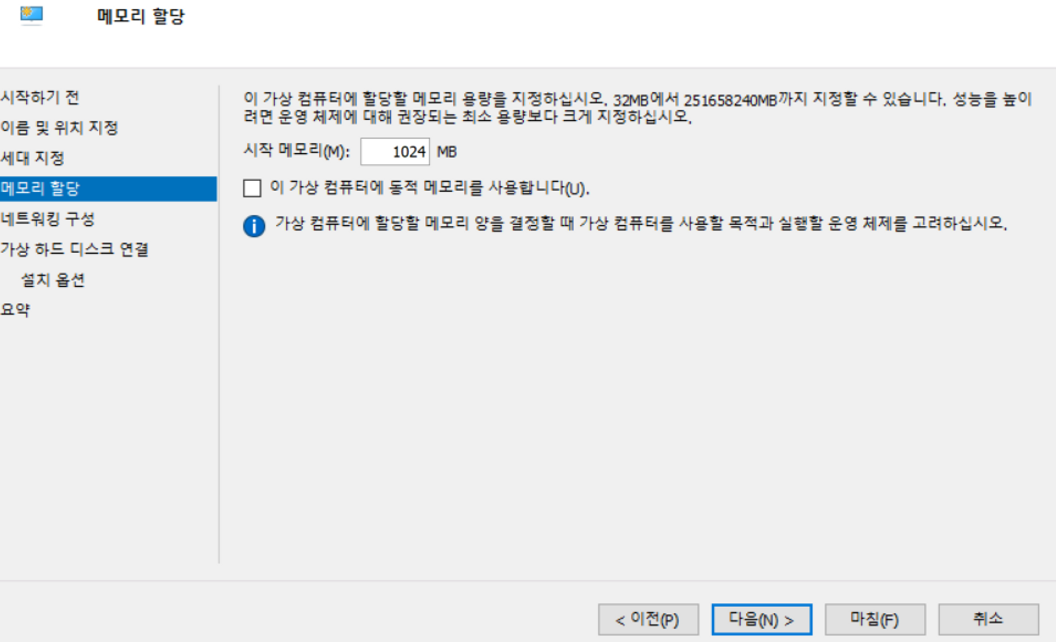 메모리 할당
시작하기 전
이름 및 위치 지정
세대 지정
메모리 할당
네트워킹 구성
가상 하드 디스크 연결
설치 옵션
요약
이 가상 컴퓨터에 할당할 메모리 용량을 지정하십시오. 32MB에서 251658240MB까지 지정할 수 있습니다. 성능을 높이
려면 운영 체제에 대해 권장되는 최소 용량보다 크게 지정하십시오.
시작 메모리(M): 1024 MB
이 가상 컴퓨터에 동적 메모리를 사용합니다(U).
가상 컴퓨터에 할당할 메모리 양을 결정할 때 가상 컴퓨터를 사용할 목적과 실행할 운영 체제를 고려하십시오.
< 이전(P) 다음(N) > 마침(F) 취소